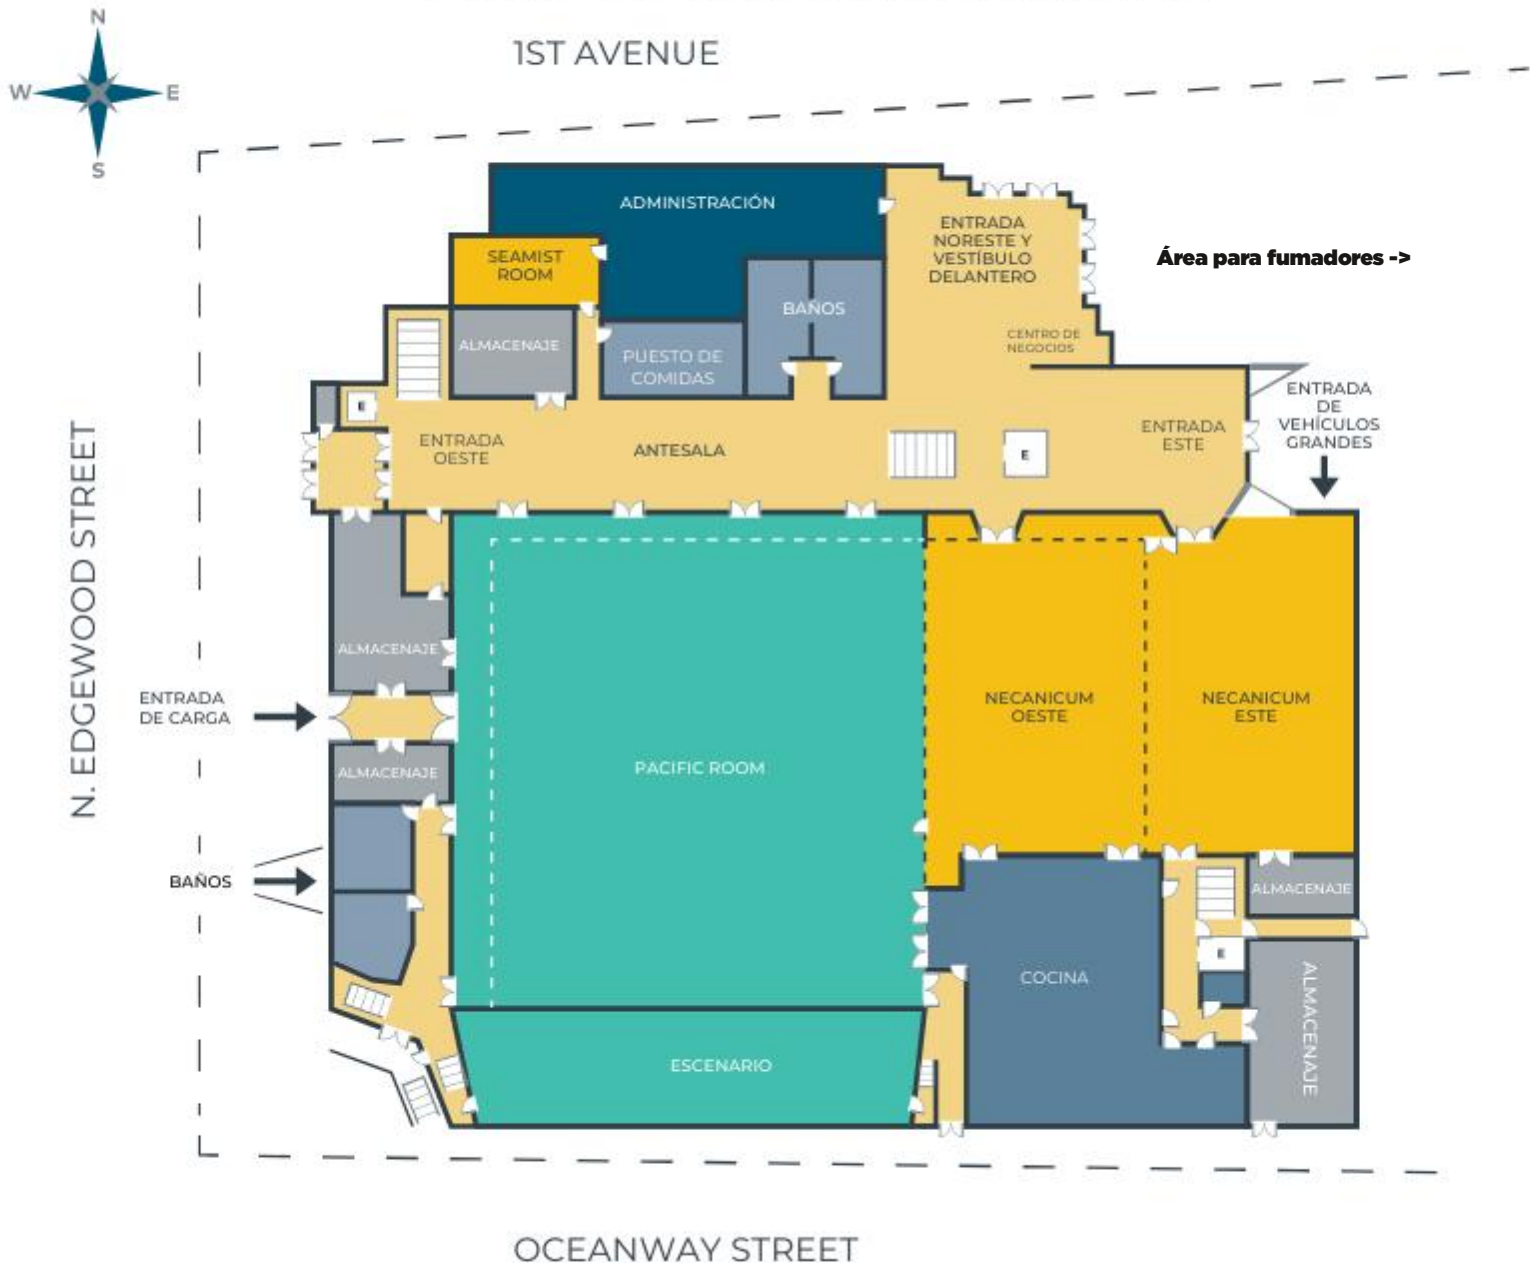 1ST AVENUE
N
W
E
S
ADMINISTRACIÓN
SEAMIST
ROOM
ENTRADA
NORESTE Y
VESTÍBULO
DELANTERO
Área para fumadores ->
BAÑOS
ALMACENAJE
PUESTO DE
COMIDAS
CENTRO DE
NEGOCIOS
E
ENTRADA
OESTE
ANTESALA
E
ENTRADA
ESTE
ENTRADA
DE
VEHÍCULOS
GRANDES
N. EDGEWOOD STREET
ALMACENAJE
ENTRADA
DE CARGA
ALMACENAJE
BAÑOS
PACIFIC ROOM
NECANICUM
OESTE
NECANICUM
ESTE
ALMACENAJE
E
COCINA
ALMACENAJE
ESCENARIO
OCEANWAY STREET